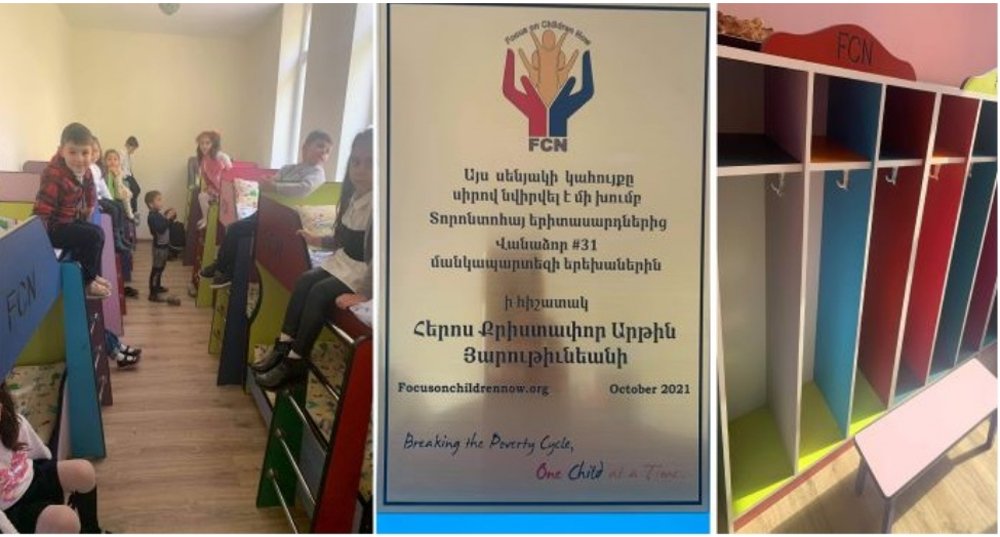 FCN
Focus on Children Now
FCN
Այս սենյակի կահույքը
սիրով նվիրվել է մի խումբ
Տորոնտոհայ երիտասարդներից
Վանաձոր #31
մանկապարտեզի երեխաներին
ի հիշատակ
Հերոս Քրիստափոր Արթին
Յարութիւնեանի
Focusonchildrennow.org October 2021
Breaking the Poverty Cycle,
One Child at a Time.
FCN